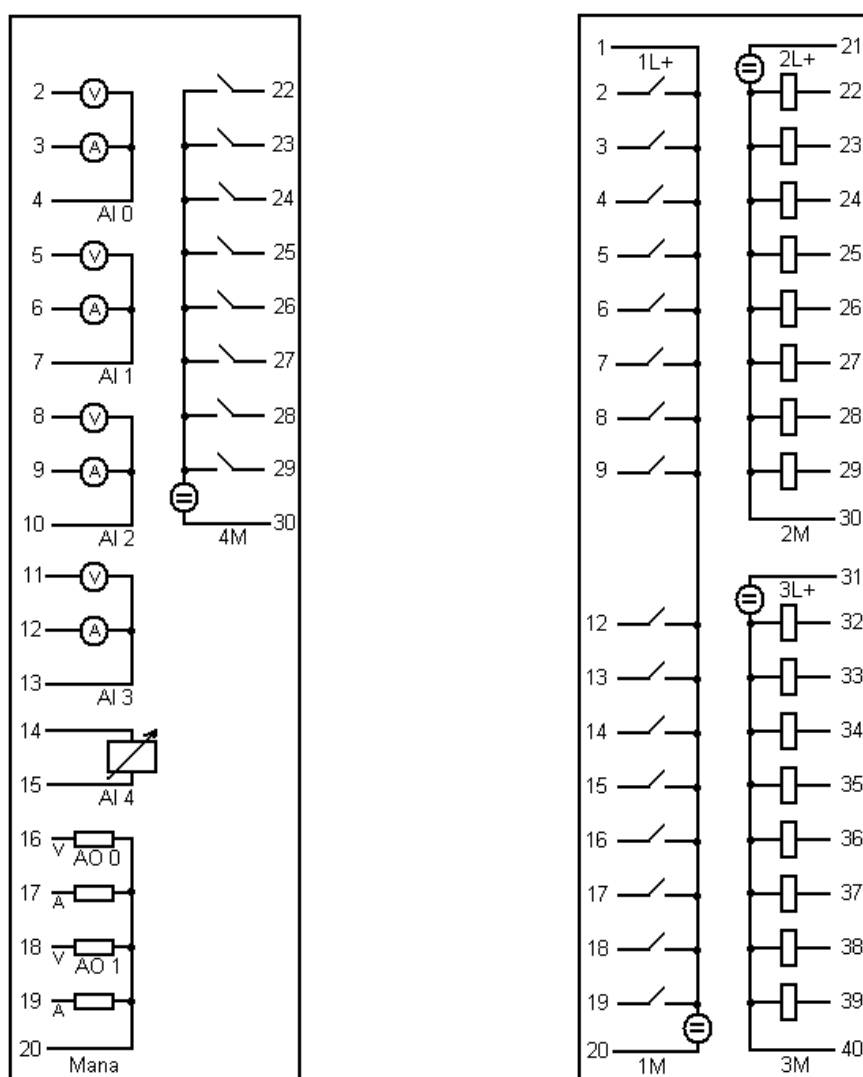 2 V
3 A
4
AI 0
5 V
6 A
7
AI 1
8 V
9 A
10
AI 2
11 V
12 A
13
AI 3
14
15
AI 4
16 V
AO 0
17 A
18 V
AO 1
19 A
20
Mana
22
23
24
25
26
27
28
29
30
4M
1
1L+
2
3
4
5
6
7
8
9
12
13
14
15
16
17
18
19
20
1M
21
2L+
22
23
24
25
26
27
28
29
30
2M
31
3L+
32
33
34
35
36
37
38
39
40
3M